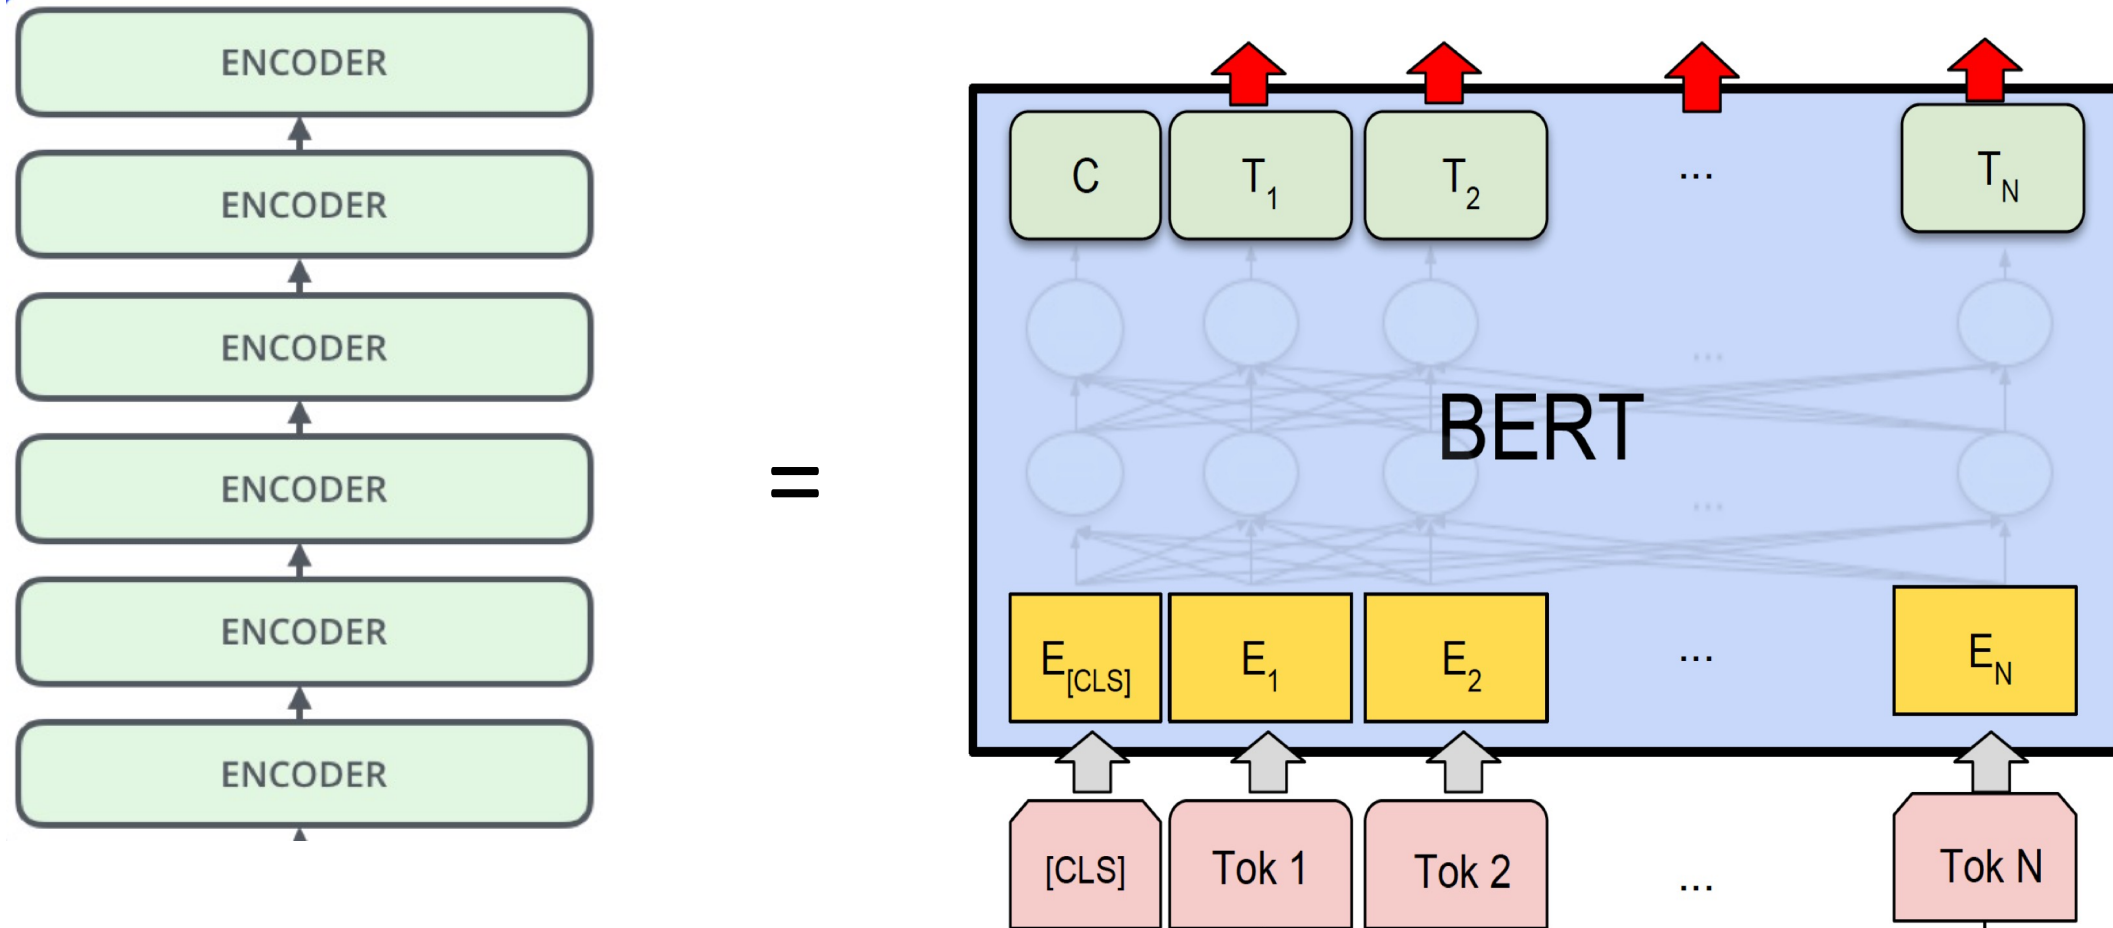 ENCODER
ENCODER
ENCODER
ENCODER
ENCODER
ENCODER
=
C T1 T2 ... TN
...
BERT
...
E[CLS] E1 E2 ... EN
[CLS] Tok 1 Tok 2 ... Tok N